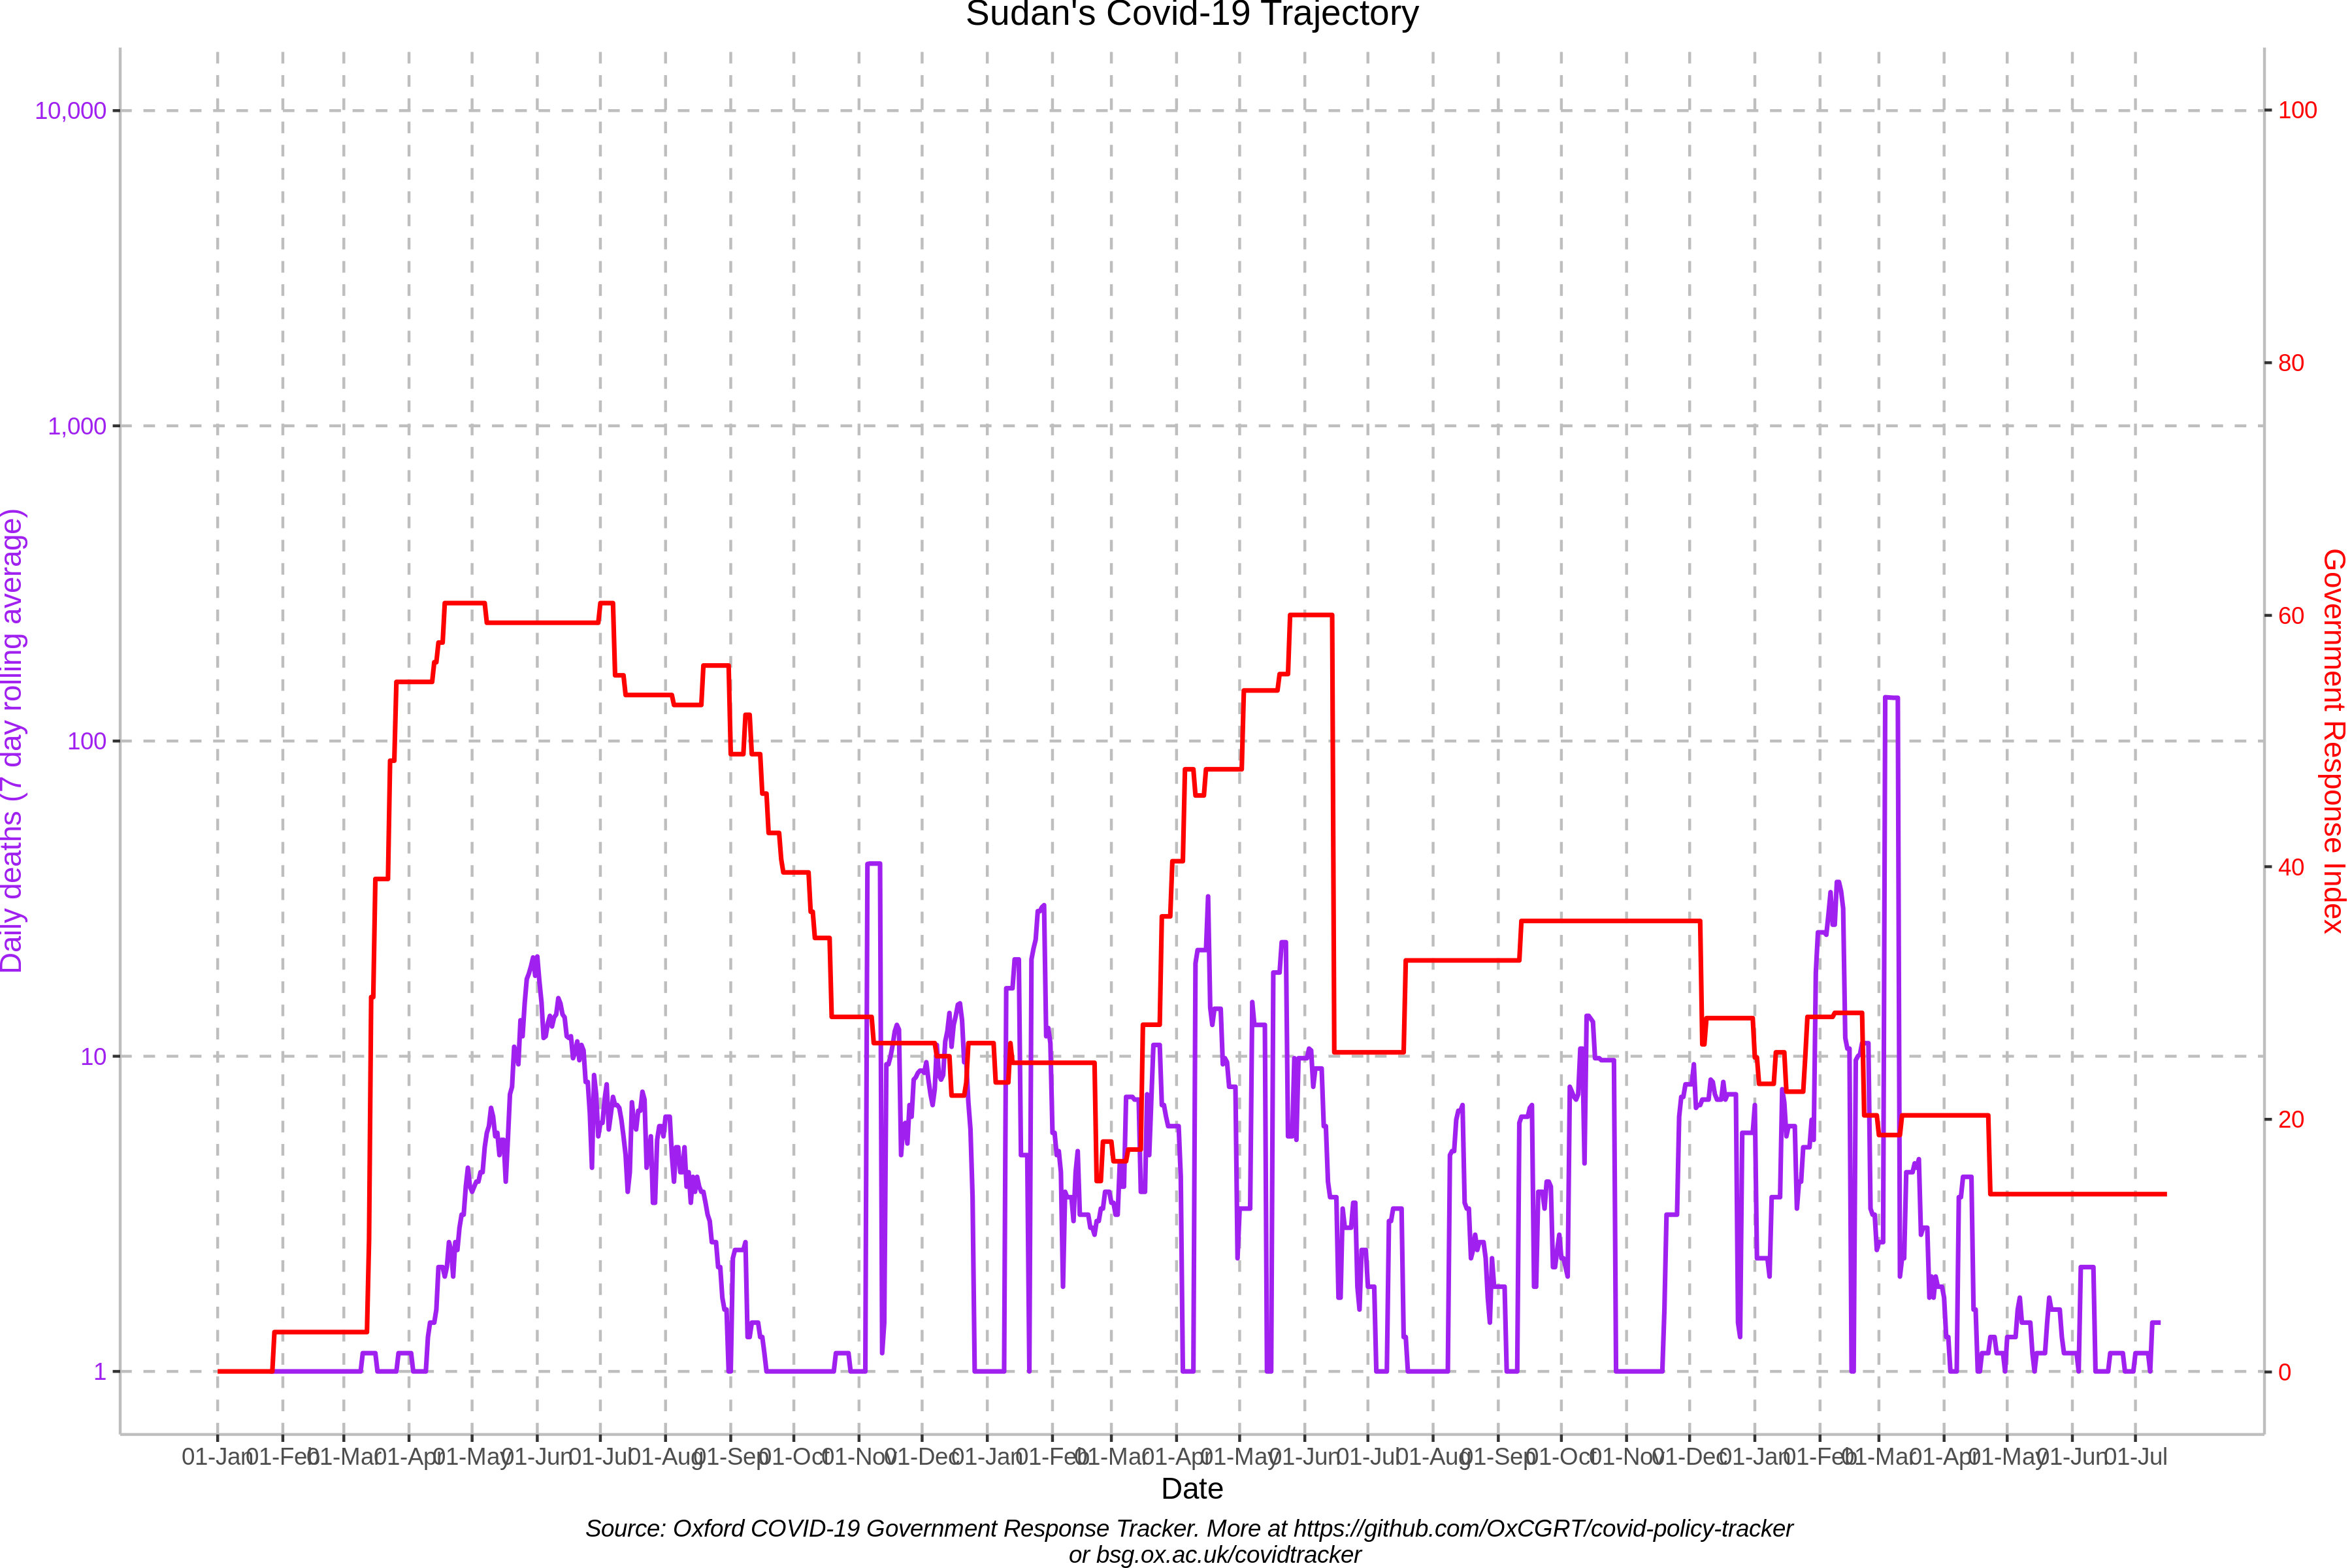 Sudan's Covid-19 Trajectory
10,000
1,000
100
10
1
Daily deaths (7 day rolling average)
100
80
60
40
20
0
Government Response Index
01-Jan 01-Feb 01-Mar 01-Apr 01-May 01-Jun 01-Jul 01-Aug 01-Sep 01-Oct 01-Nov 01-Dec 01-Jan 01-Feb 01-Mar 01-Apr 01-May 01-Jun 01-Jul 01-Aug 01-Sep 01-Oct 01-Nov 01-Dec 01-Jan 01-Feb 01-Mar 01-Apr 01-May 01-Jun 01-Jul
Date
Source: Oxford COVID-19 Government Response Tracker. More at https://github.com/OxCGRT/covid-policy-tracker
or bsg.ox.ac.uk/covidtracker